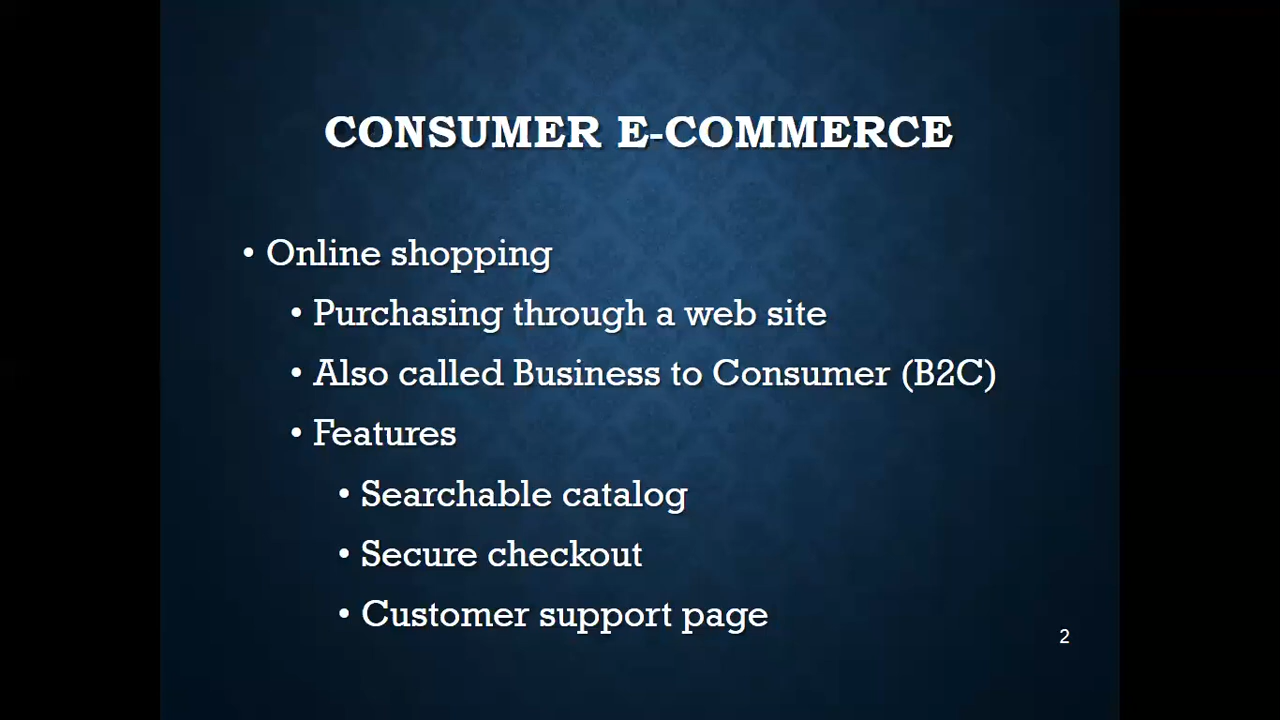 CONSUMER E-COMMERCE
• Online shopping
• Purchasing through a web site
• Also called Business to Consumer (B2C)
• Features
• Searchable catalog
• Secure checkout
• Customer support page
2